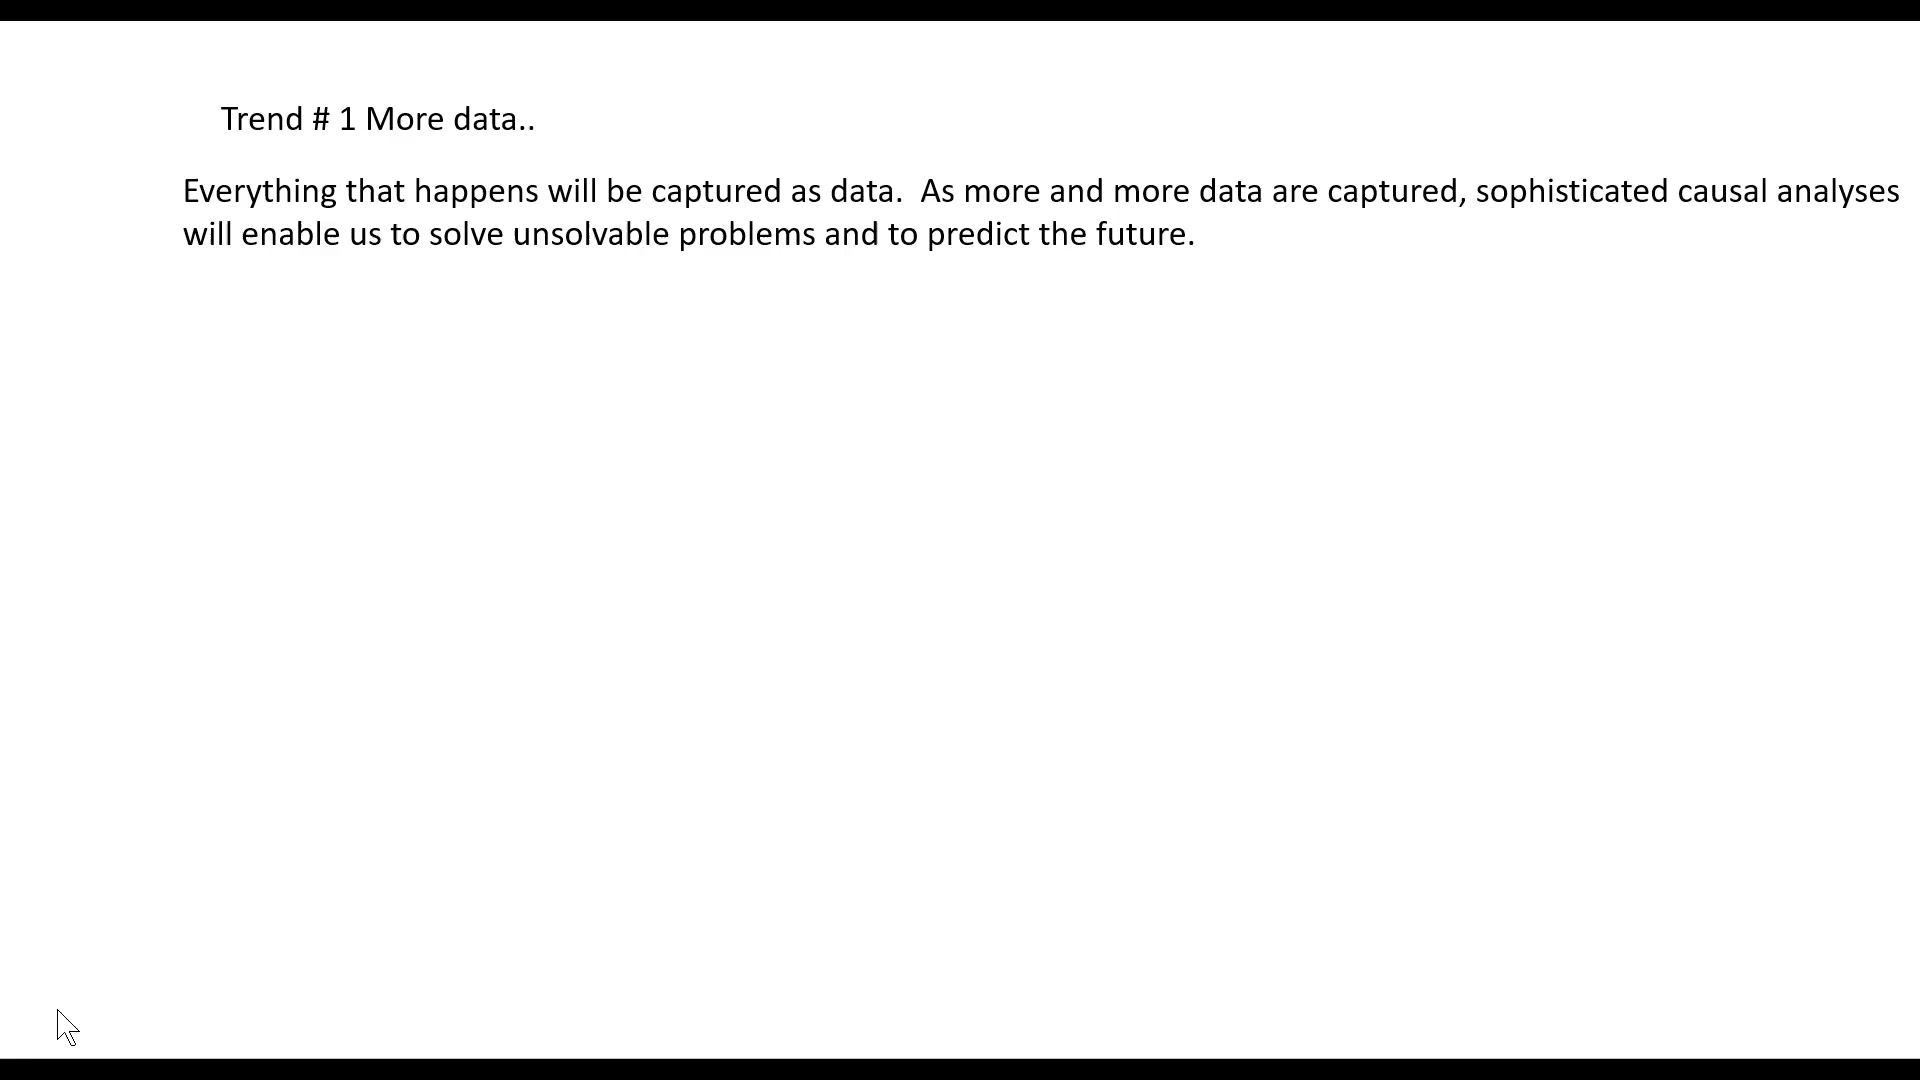 Trend # 1 More data..
Everything that happens will be captured as data.  As more and more data are captured, sophisticated causal analyses
will enable us to solve unsolvable problems and to predict the future.